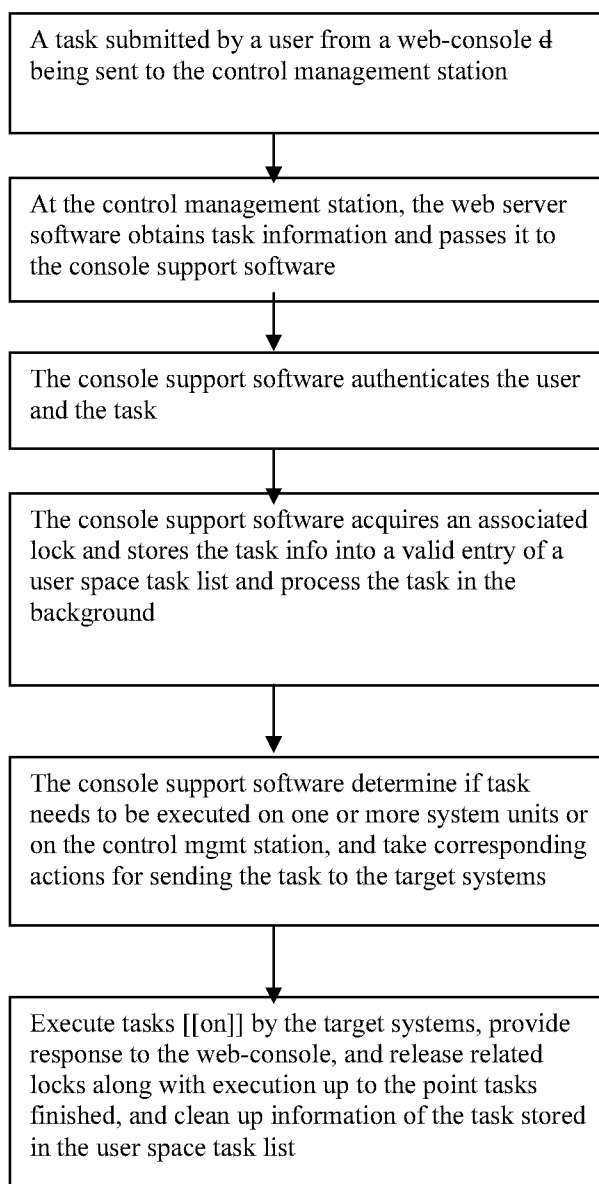 A task submitted by a user from a web-console d
being sent to the control management station
At the control management station, the web server
software obtains task information and passes it to
the console support software
The console support software authenticates the user
and the task
The console support software acquires an associated
lock and stores the task info into a valid entry of a
user space task list and process the task in the
background
The console support software determine if task
needs to be executed on one or more system units or
on the control mgmt station, and take corresponding
actions for sending the task to the target systems
Execute tasks [[on]] by the target systems, provide
response to the web-console, and release related
locks along with execution up to the point tasks
finished, and clean up information of the task stored
in the user space task list